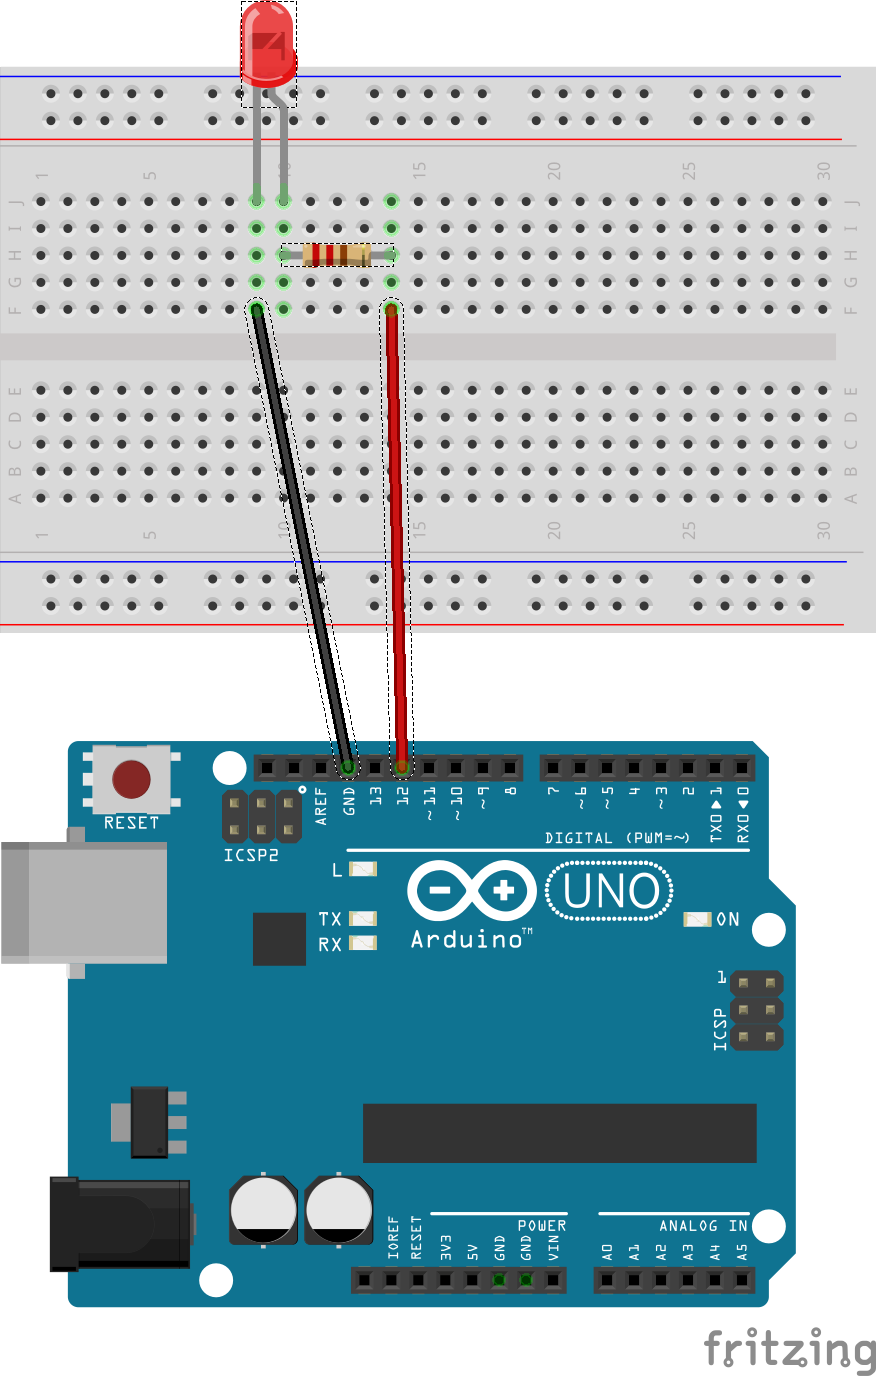 1 5 10 15 20 25 30
J J
I I
H H
G G
F F
E E
D D
C C
B B
A A
1 5 10 15 20 25 30
RESET
ICSP2
AREF GND 13 12 ~11 ~10 ~9 8 7 ~6 ~5 4 ~3 2 TX0▶1 RX0◀0
DIGITAL (PWM=~)
L
TX
RX
Arduino™
UNO
ON
1
ICSP
IOREF RESET 3V3 5V GND GND VIN
POWER
A0 A1 A2 A3 A4 A5
ANALOG IN
fritzing